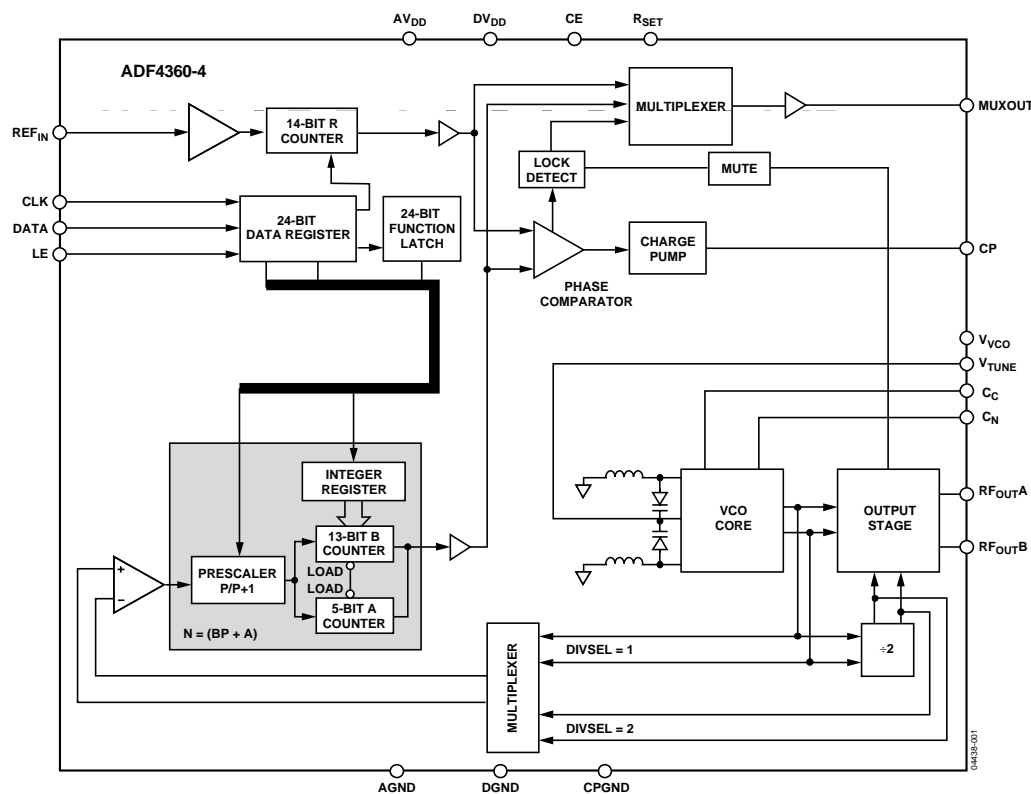 AVDD
DVDD
CE
RSET
ADF4360-4
MULTIPLEXER
MUXOUT
REFIN
14-BIT R
COUNTER
LOCK
DETECT
MUTE
CLK
DATA
LE
24-BIT
DATA REGISTER
24-BIT
FUNCTION
LATCH
CHARGE
PUMP
CP
PHASE
COMPARATOR
VVCO
VTUNE
CC
CN
INTEGER
REGISTER
13-BIT B
COUNTER
LOAD
LOAD
5-BIT A
COUNTER
PRESCALER
P/P+1
+
−
N = (BP + A)
VCO
CORE
OUTPUT
STAGE
RFOUTA
RFOUTB
MULTIPLEXER
DIVSEL = 1
÷2
DIVSEL = 2
04438-001
AGND
DGND
CPGND